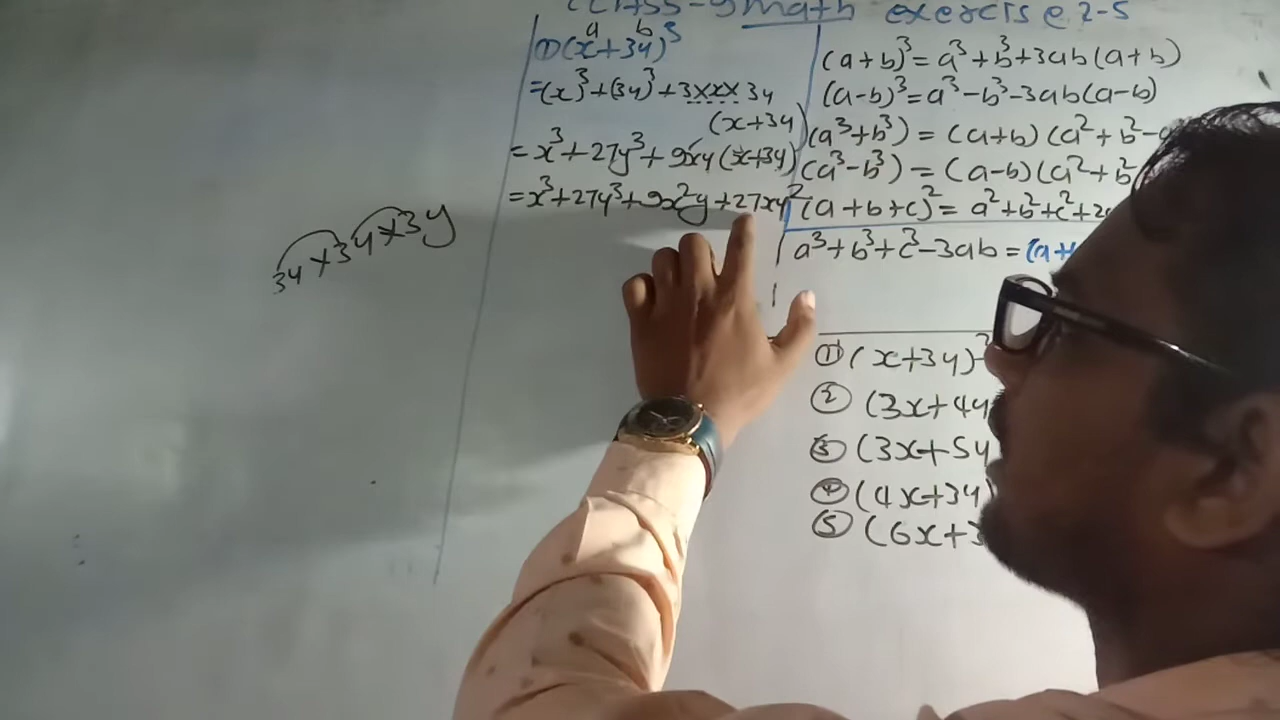 math exercise 2-5
a b
① (x+3y)³
=(x)³+(3y)³+3×x×3y
(x+3y)
=x³+27y³+9xy(x+3y)
=x³+27y³+9x²y+27xy²
3y×3y×3y
(a+b)³=a³+b³+3ab(a+b)
(a-b)³=a³-b³-3ab(a-b)
(a³+b³)=(a+b)(a²+b²-
(a³-b³)=(a-b)(a²+b²
(a+b+c)²=a²+b²+c²+2
a³+b³+c³-3ab=(a+
① (x+3y)
② (3x+4y
③ (3x+5y
④ (4x+3y)
⑤ (6x+3